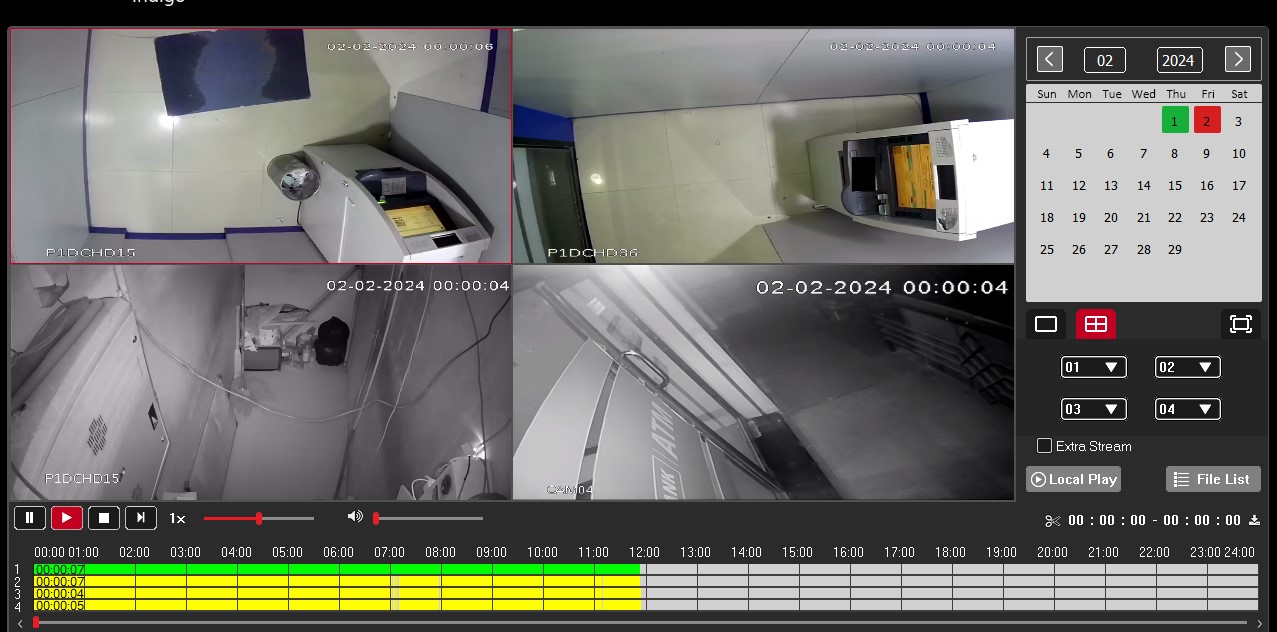 Indigo
02-02-2024 00:00:06
P1DCHD15
02-02-2024 00:00:04
P1DCHD36
02-02-2024 00:00:04
P1DCHD15
02-02-2024 00:00:04
ATM
CAM04
02 2024
Sun Mon Tue Wed Thu Fri Sat
1 2 3
4 5 6 7 8 9 10
11 12 13 14 15 16 17
18 19 20 21 22 23 24
25 26 27 28 29
01 02
03 04
Extra Stream
Local Play File List
1x
00 : 00 : 00 - 00 : 00 : 00
00:00 01:00 02:00 03:00 04:00 05:00 06:00 07:00 08:00 09:00 10:00 11:00 12:00 13:00 14:00 15:00 16:00 17:00 18:00 19:00 20:00 21:00 22:00 23:00 24:00
1 00:00:07
2 00:00:07
3 00:00:04
4 00:00:05